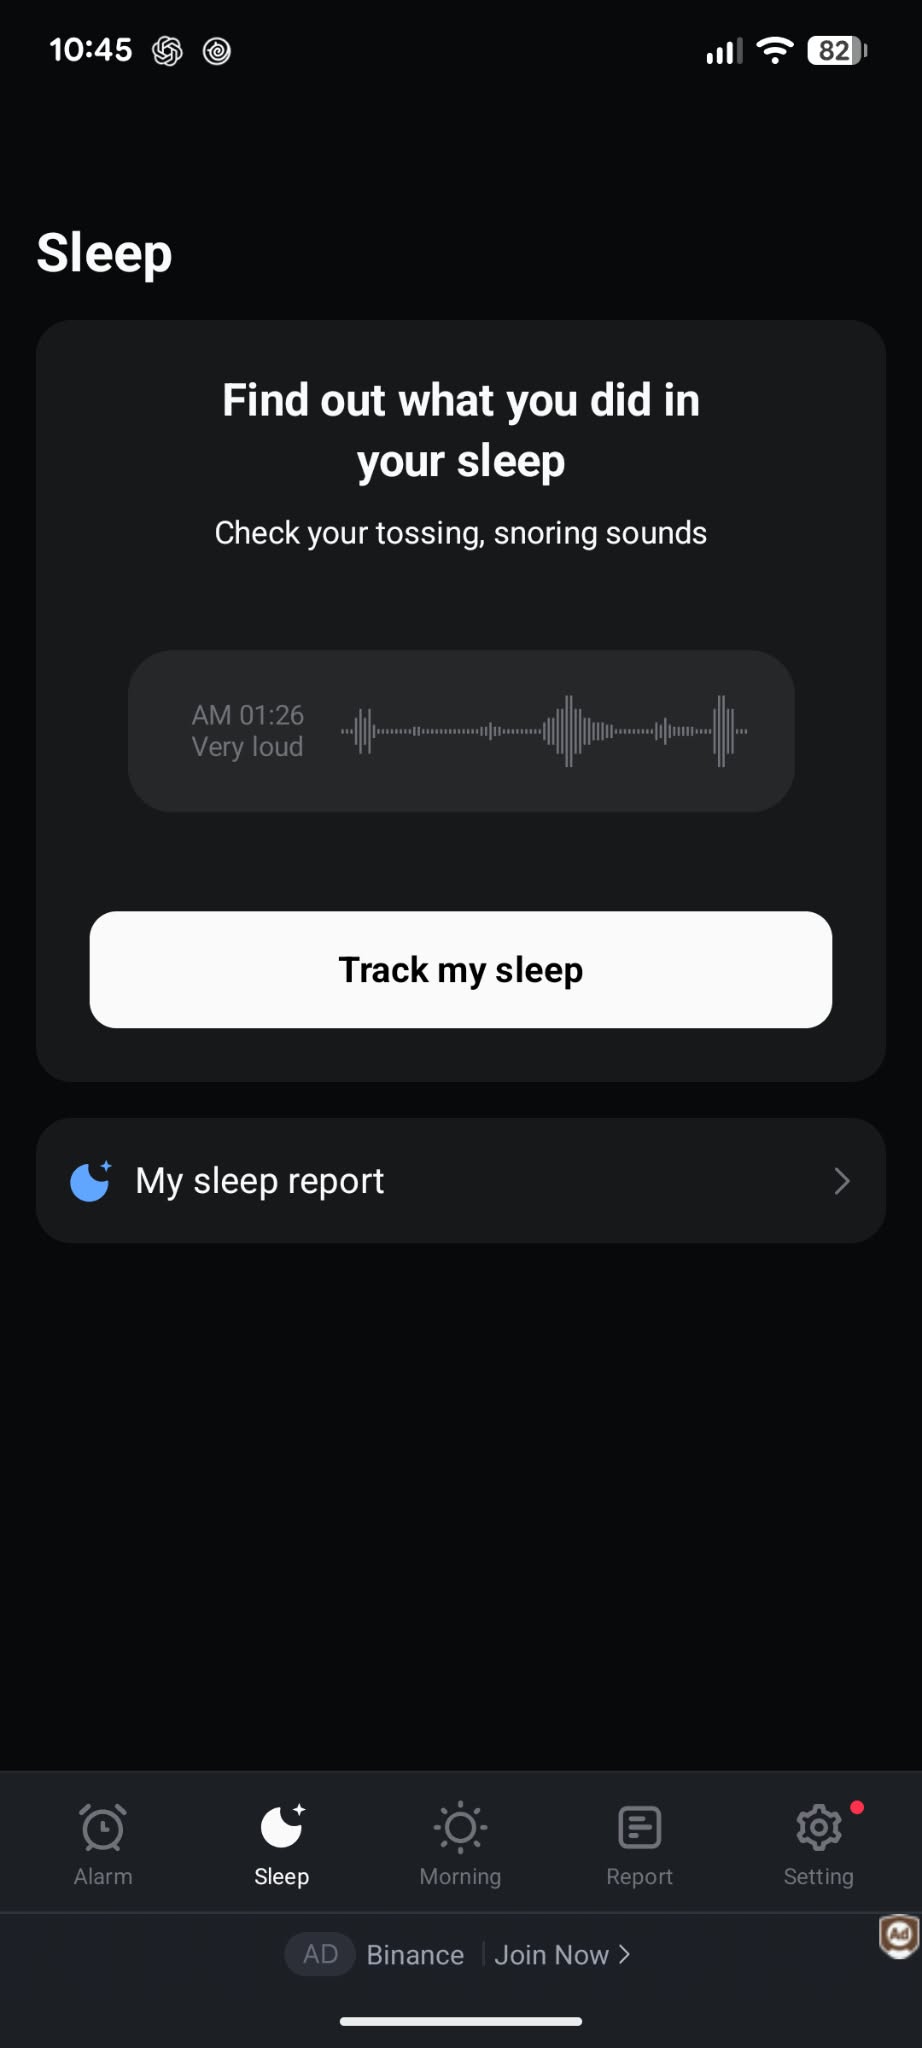 10:45
82
Sleep
Find out what you did in
your sleep
Check your tossing, snoring sounds
AM 01:26
Very loud
Track my sleep
My sleep report
Alarm
Sleep
Morning
Report
Setting
AD Binance Join Now
Ad